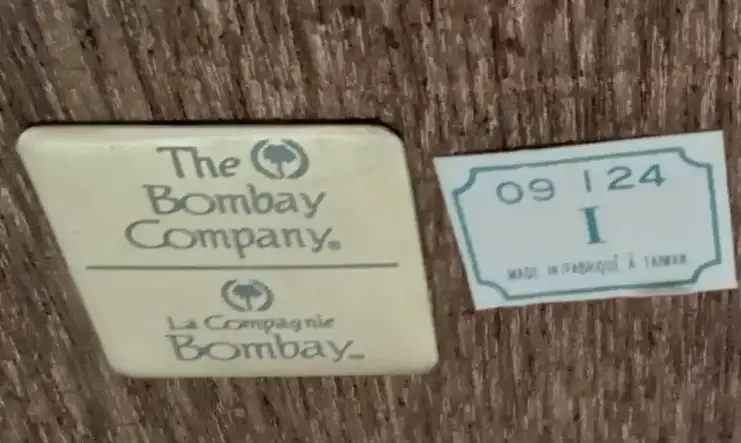 The
Bombay
Company®
La Compagnie
Bombay
09 124
I
MADE IN/FABRIQUÉ À TAIWAN